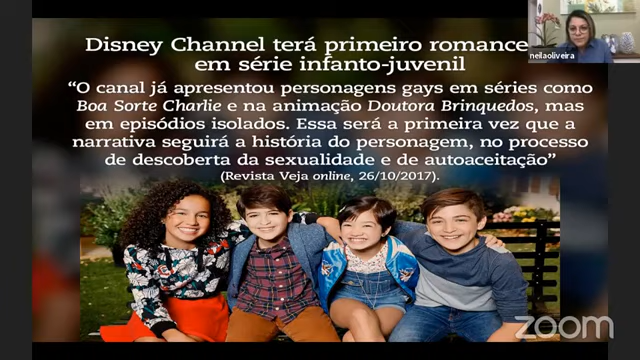 Disney Channel terá primeiro romance
em série infanto-juvenil
“O canal já apresentou personagens gays em séries como
Boa Sorte Charlie e na animação Doutora Brinquedos, mas
em episódios isolados. Essa será a primeira vez que a
narrativa seguirá a história do personagem, no processo
de descoberta da sexualidade e de autoaceitação”
(Revista Veja online, 26/10/2017).
neilaoliveira
zoom